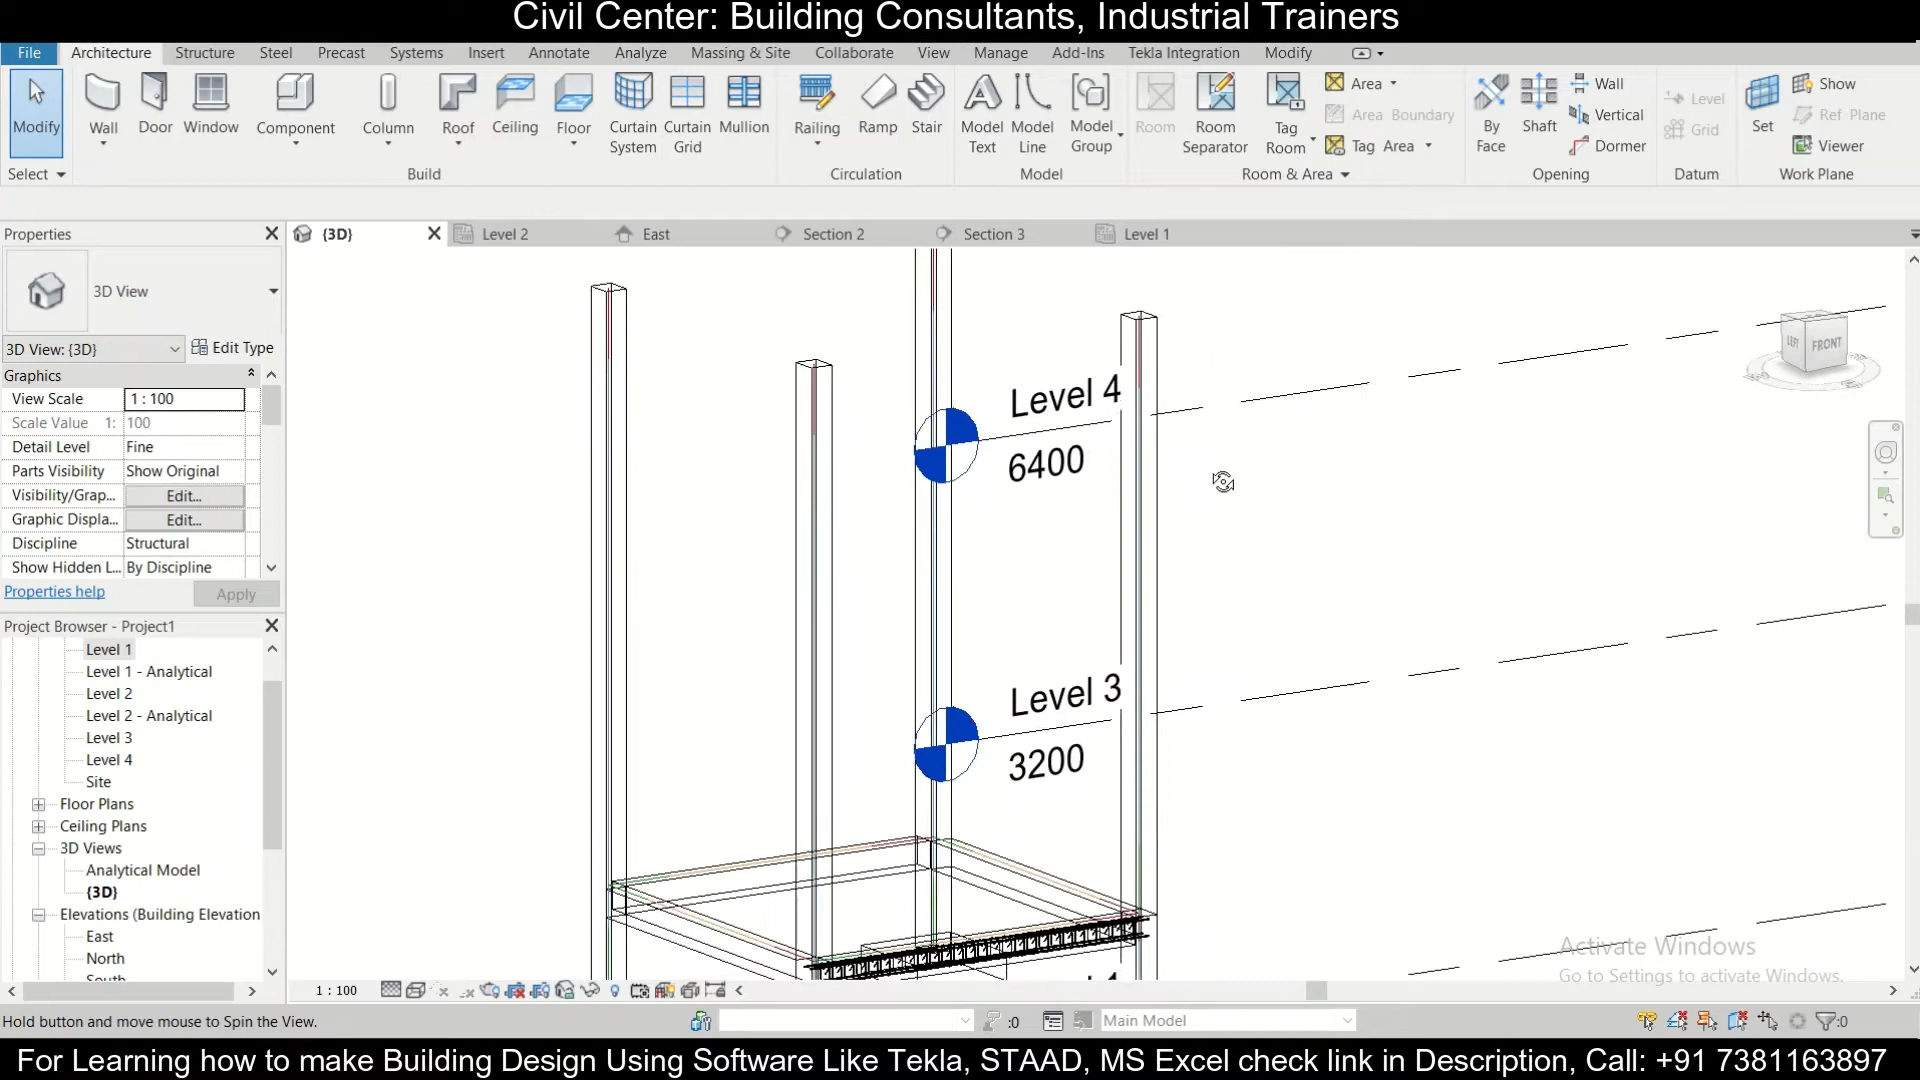 Civil Center: Building Consultants, Industrial Trainers
File Architecture Structure Steel Precast Systems Insert Annotate Analyze Massing & Site Collaborate View Manage Add-Ins Tekla Integration Modify
Modify
Wall
Door
Window
Component
Column
Roof
Ceiling
Floor
Curtain
System
Curtain
Grid
Mullion
Railing
Ramp
Stair
Model
Text
Model
Line
Model
Group
Room
Room
Separator
Tag
Room
Area
Area Boundary
Tag Area
By
Face
Shaft
Wall
Vertical
Dormer
Level
Grid
Set
Show
Ref Plane
Viewer
Select Build Circulation Model Room & Area Opening Datum Work Plane
Properties
3D View
3D View: {3D} Edit Type
Graphics
View Scale 1 : 100
Scale Value 1: 100
Detail Level Fine
Parts Visibility Show Original
Visibility/Grap... Edit...
Graphic Displa... Edit...
Discipline Structural
Show Hidden L... By Discipline
Properties help Apply
Project Browser - Project1
Level 1
Level 1 - Analytical
Level 2
Level 2 - Analytical
Level 3
Level 4
Site
Floor Plans
Ceiling Plans
3D Views
Analytical Model
{3D}
Elevations (Building Elevation
East
North
South
{3D} Level 2 East Section 2 Section 3 Level 1
Level 4
6400
Level 3
3200
LEFT FRONT
Activate Windows
Go to Settings to activate Windows.
1 : 100
Hold button and move mouse to Spin the View. :0 Main Model :0
For Learning how to make Building Design Using Software Like Tekla, STAAD, MS Excel check link in Description, Call: +91 7381163897